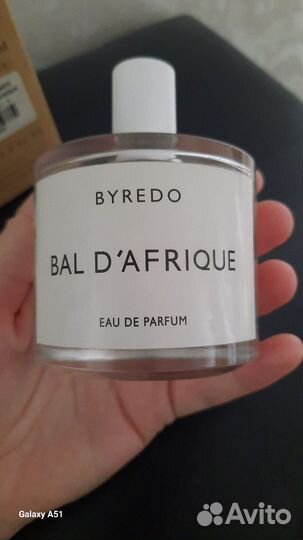 BYREDO
BAL D'AFRIQUE
EAU DE PARFUM
Galaxy A51
Avito